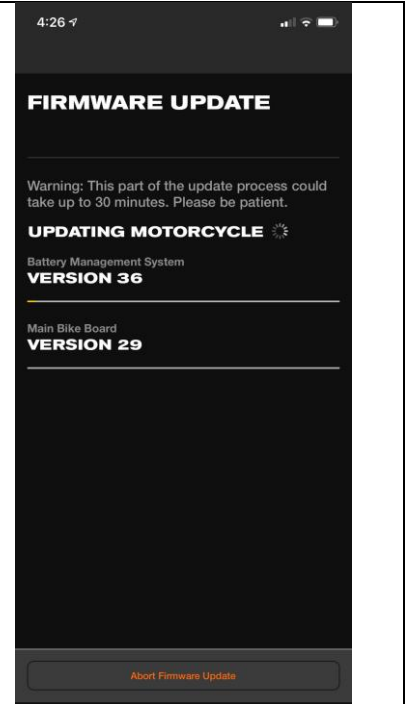 4:26
FIRMWARE UPDATE
Warning: This part of the update process could
take up to 30 minutes. Please be patient.
UPDATING MOTORCYCLE
Battery Management System
VERSION 36
Main Bike Board
VERSION 29
Abort Firmware Update